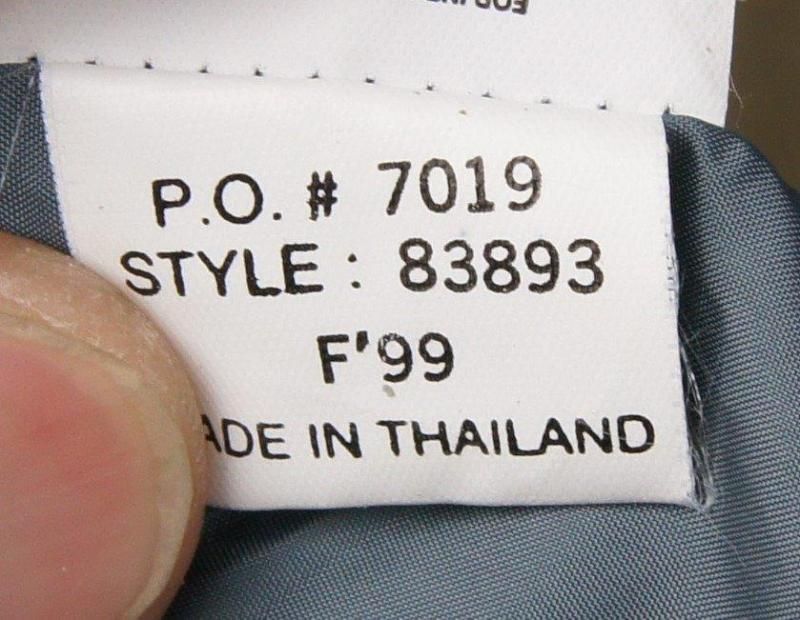 P.O. # 7019
STYLE : 83893
F'99
ADE IN THAILAND